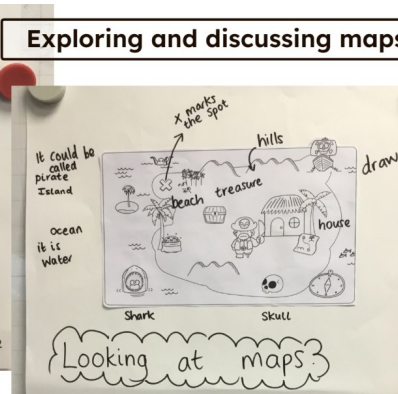 Exploring and discussing maps
x marks
the spot
It could be
called
pirate
Island
hills
draw
treasure
beach
house
Ocean
it is
water
Shark
Skull
Looking at maps?